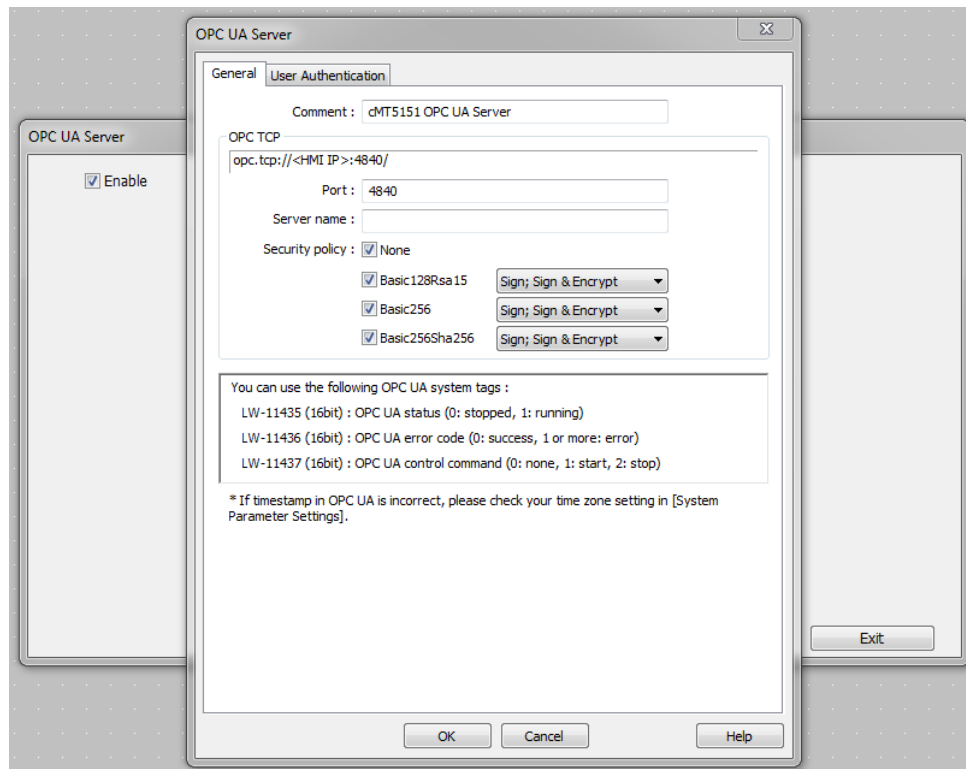 OPC UA Server
General
User Authentication
Comment : cMT5151 OPC UA Server
OPC UA Server
OPC TCP
opc.tcp://<HMI IP>:4840/
Enable
Port : 4840
Server name :
Security policy : None
Basic128Rsa15 Sign; Sign & Encrypt
Basic256 Sign; Sign & Encrypt
Basic256Sha256 Sign; Sign & Encrypt
You can use the following OPC UA system tags :
LW-11435 (16bit) : OPC UA status (0: stopped, 1: running)
LW-11436 (16bit) : OPC UA error code (0: success, 1 or more: error)
LW-11437 (16bit) : OPC UA control command (0: none, 1: start, 2: stop)
* If timestamp in OPC UA is incorrect, please check your time zone setting in [System
Parameter Settings].
Exit
OK
Cancel
Help